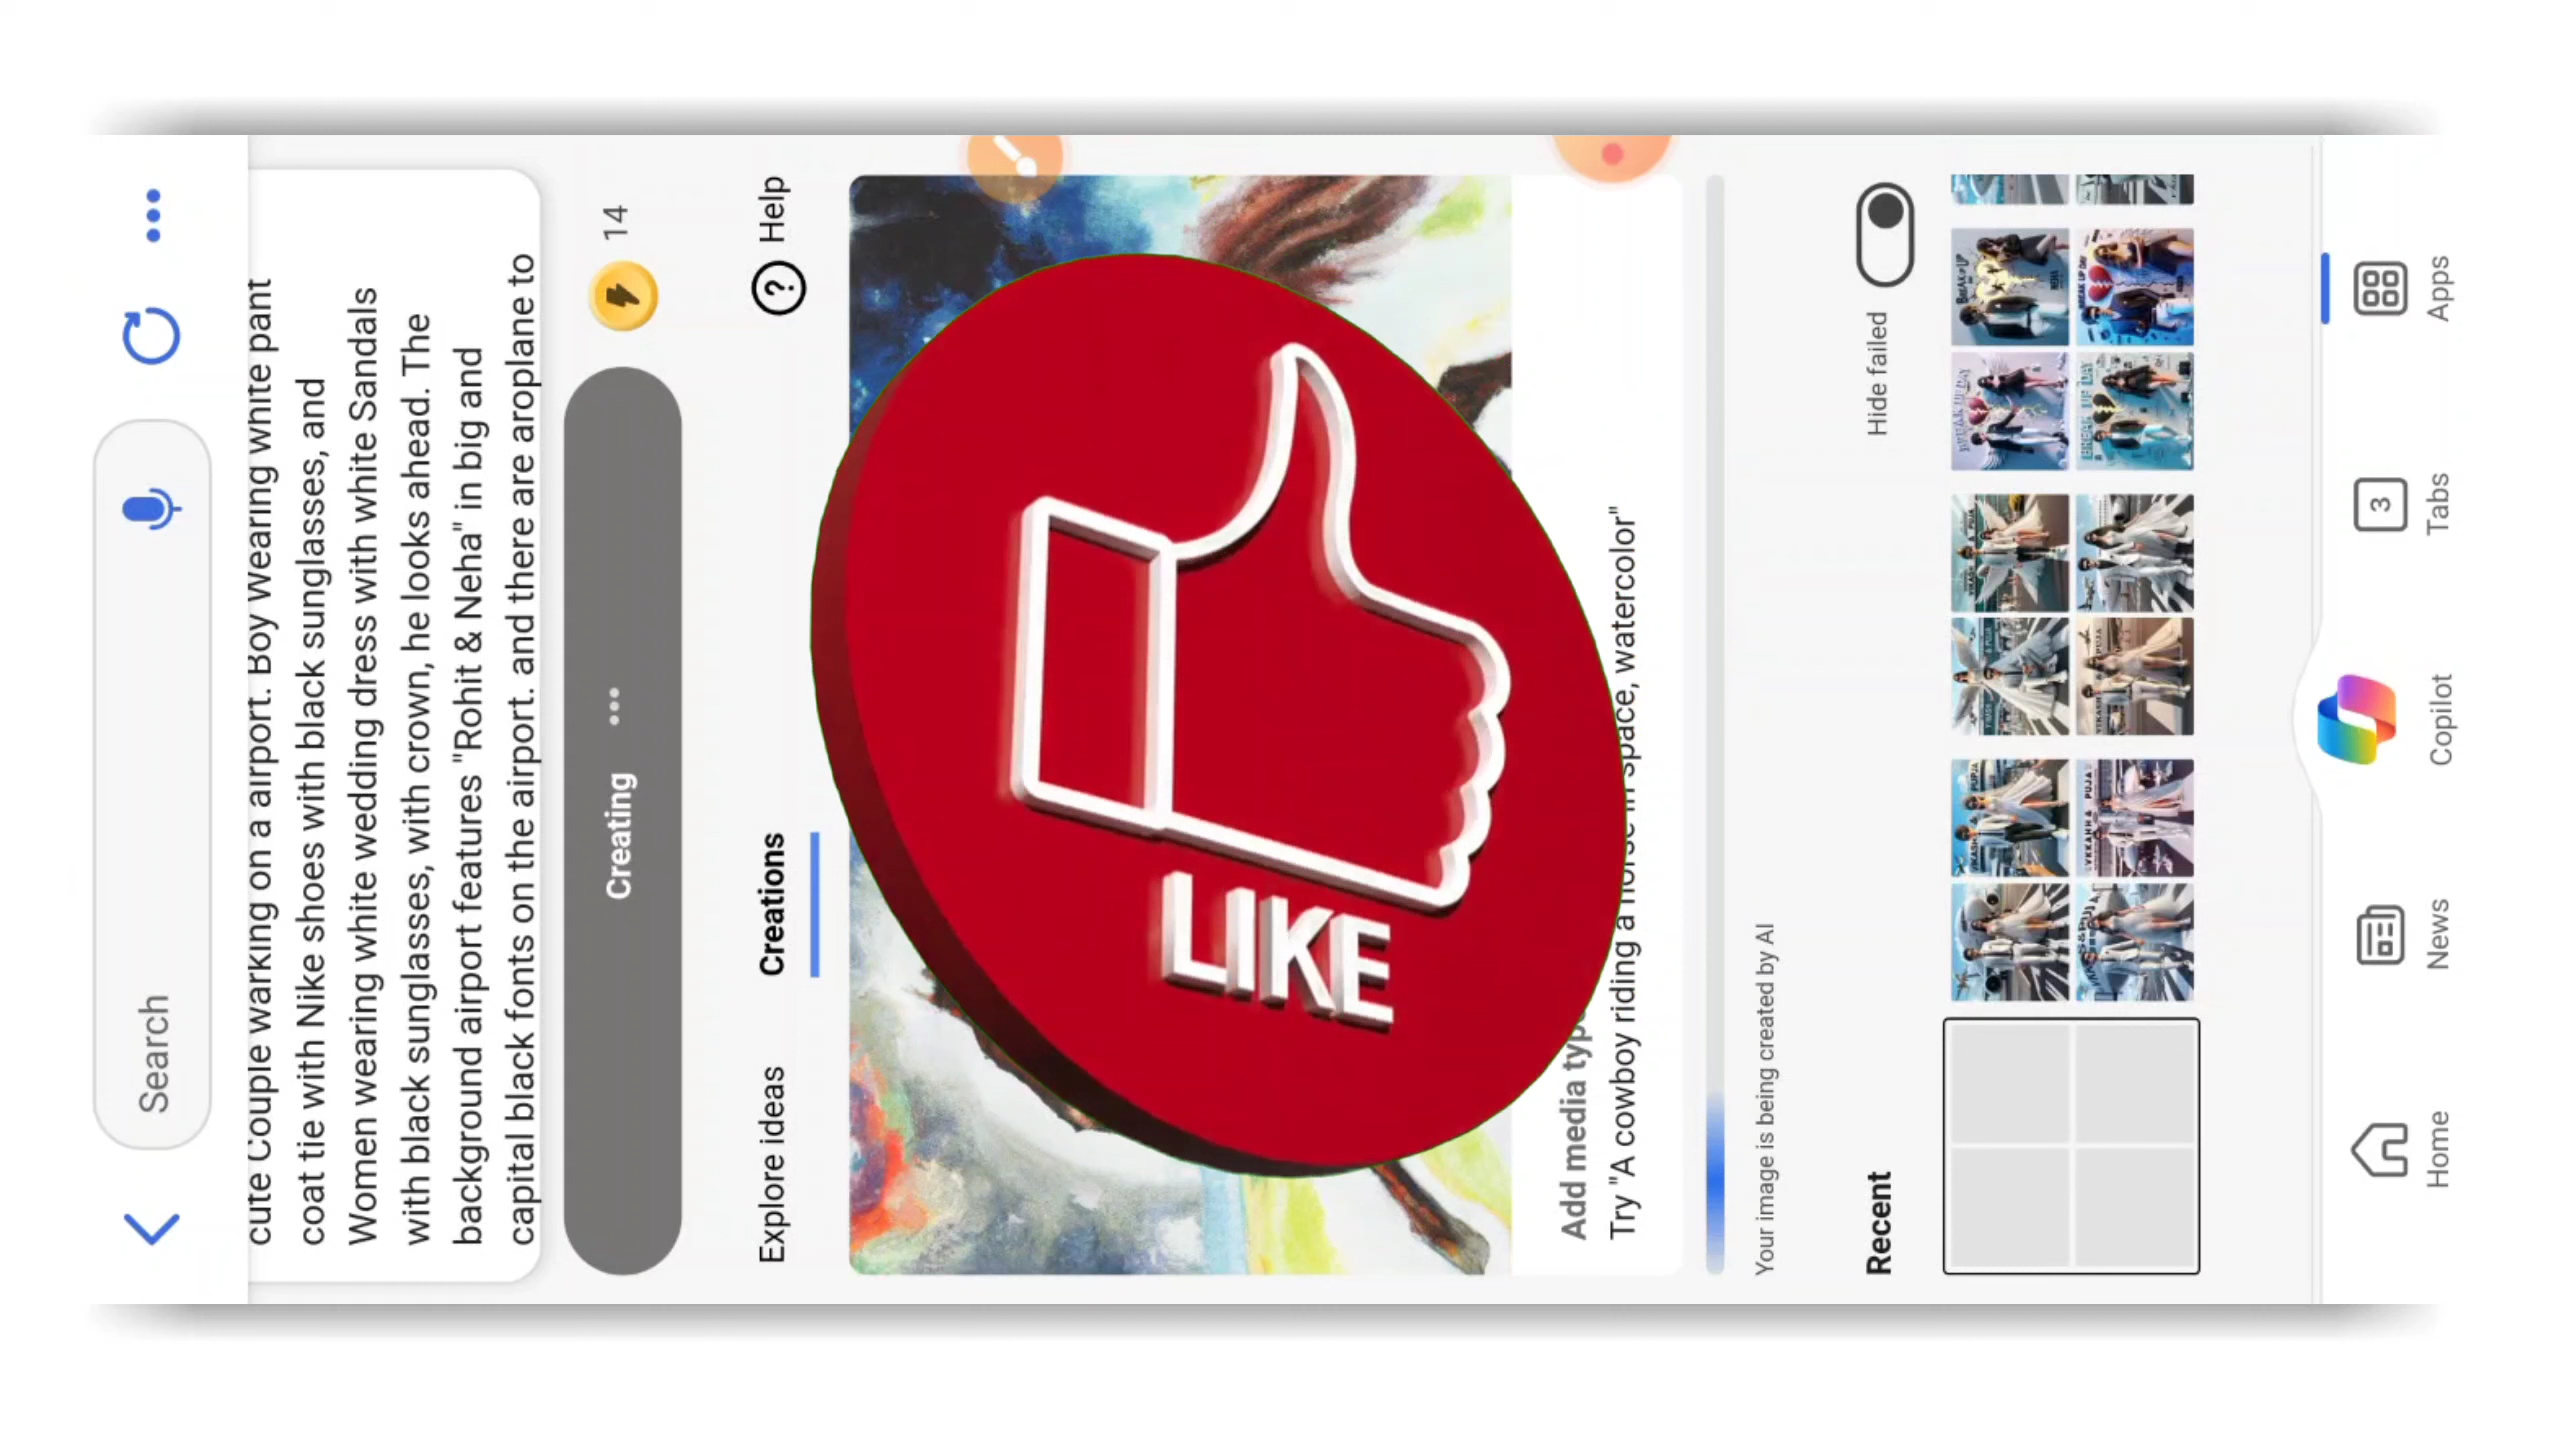 Search
cute Couple warking on a airport. Boy wearing white pant
coat tie with Nike shoes with black sunglasses, and
Women wearing white wedding dress with white Sandals
with black sunglasses, with crown, he looks ahead. The
background airport features "Rohit & Neha" in big and
capital black fonts on the airport. and there are aroplane to
Creating ...
14
Explore ideas
Creations
Help
LIKE
Add media type
Try "A cowboy riding a horse in space, watercolor"
Your image is being created by AI
Recent
Hide failed
Home
News
Copilot
3
Tabs
Apps